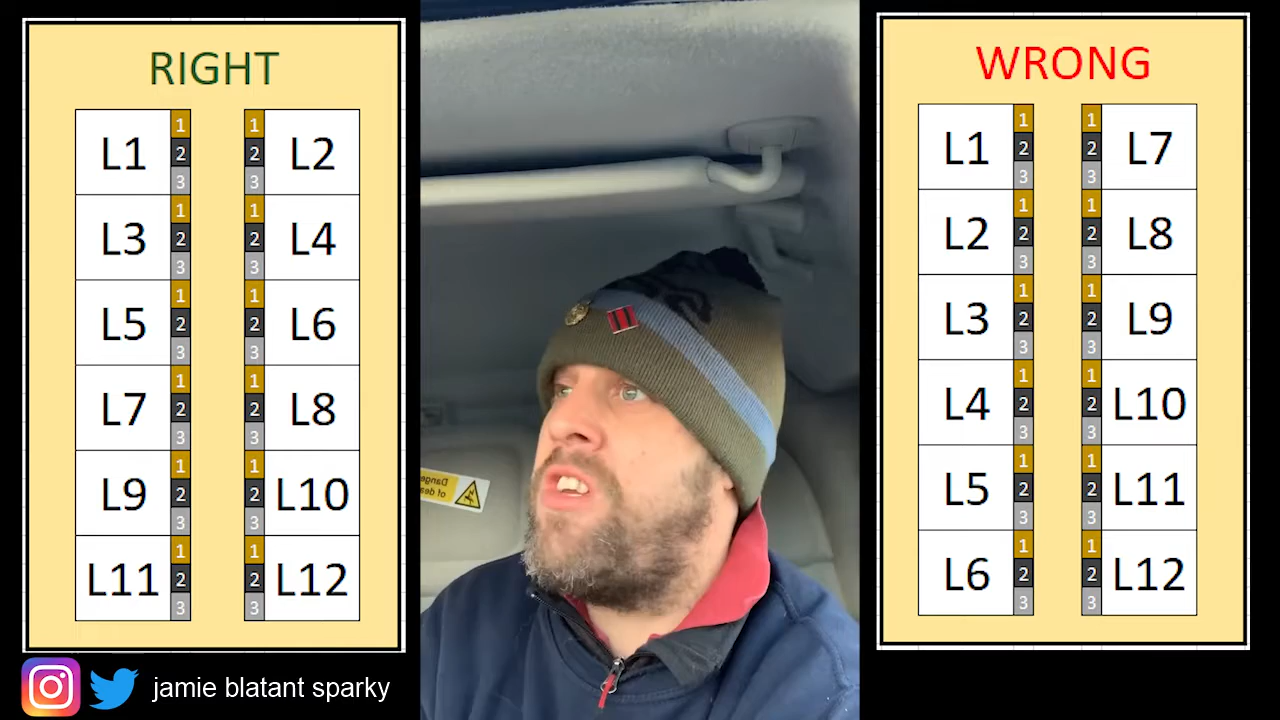 RIGHT
L1 1 2 3 1 2 3 L2
L3 1 2 3 1 2 3 L4
L5 1 2 3 1 2 3 L6
L7 1 2 3 1 2 3 L8
L9 1 2 3 1 2 3 L10
L11 1 2 3 1 2 3 L12
Danger
of dea
WRONG
L1 1 2 3 1 2 3 L7
L2 1 2 3 1 2 3 L8
L3 1 2 3 1 2 3 L9
L4 1 2 3 1 2 3 L10
L5 1 2 3 1 2 3 L11
L6 1 2 3 1 2 3 L12
jamie blatant sparky